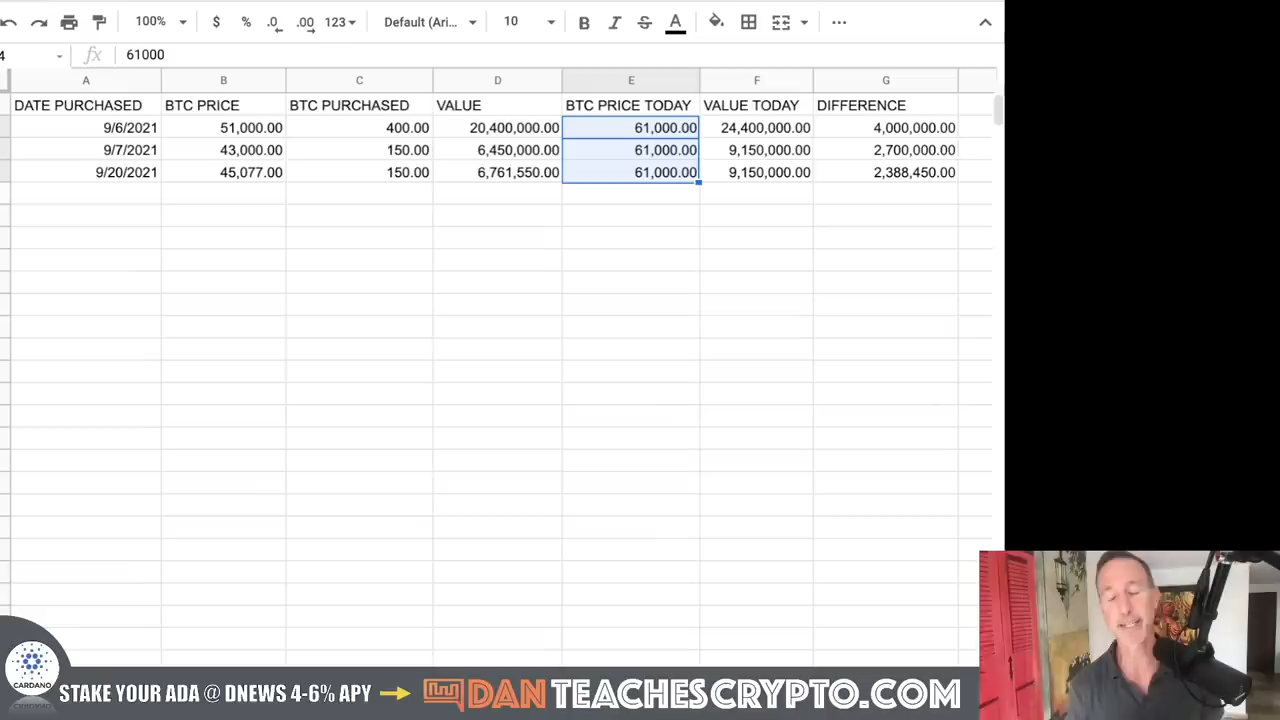 100% $ % .0 .00 123 Default (Ari... 10 B I S A ...
4 fx 61000
A B C D E F G
DATE PURCHASED BTC PRICE BTC PURCHASED VALUE BTC PRICE TODAY VALUE TODAY DIFFERENCE
9/6/2021 51,000.00 400.00 20,400,000.00 61,000.00 24,400,000.00 4,000,000.00
9/7/2021 43,000.00 150.00 6,450,000.00 61,000.00 9,150,000.00 2,700,000.00
9/20/2021 45,077.00 150.00 6,761,550.00 61,000.00 9,150,000.00 2,388,450.00
CARDANO
STAKE YOUR ADA @ DNEWS 4-6% APY DAN TEACHESCRYPTO.COM